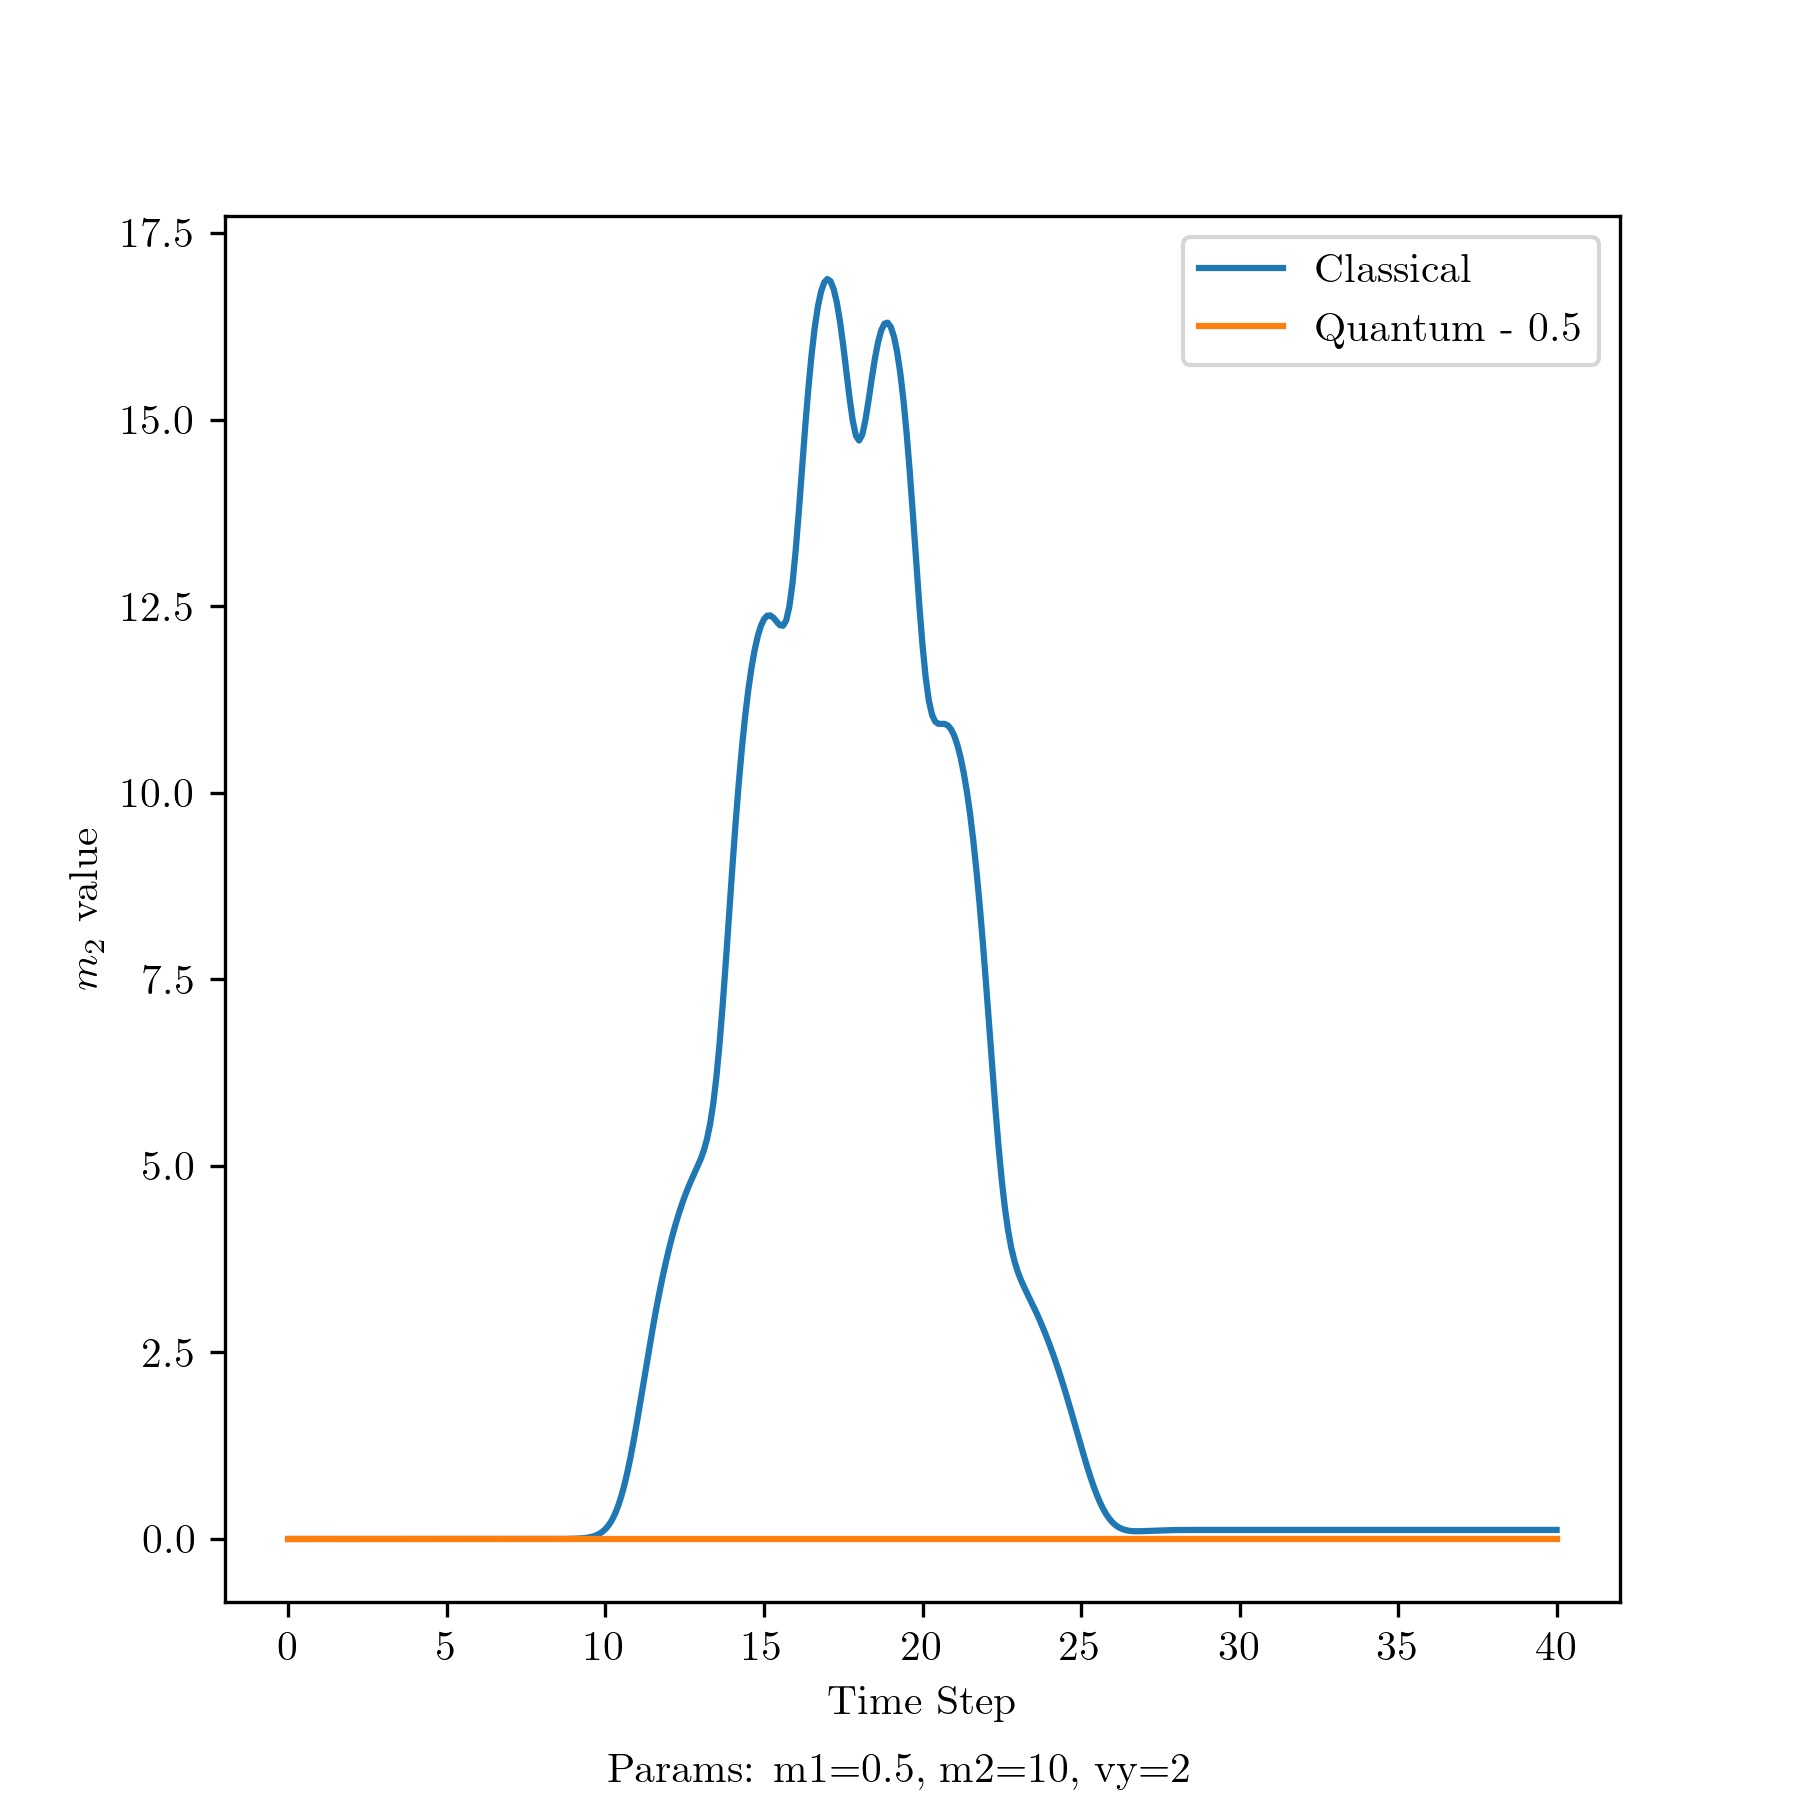 17.5
15.0
12.5
10.0
7.5
5.0
2.5
0.0
m₂ value
Classical
Quantum - 0.5
0 5 10 15 20 25 30 35 40
Time Step
Params: m1=0.5, m2=10, vy=2